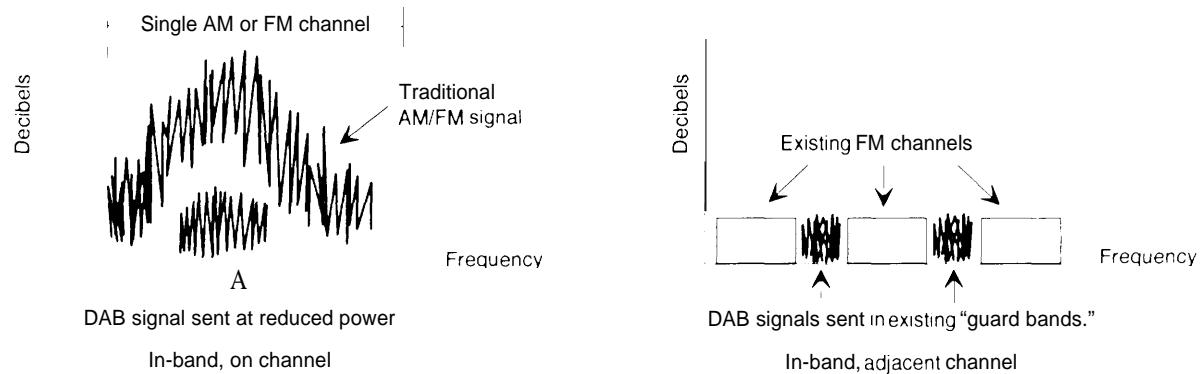 Single AM or FM channel
Decibels
Traditional
AM/FM signal
Frequency
A
DAB signal sent at reduced power
In-band, on channel
Decibels
Existing FM channels
Frequency
DAB signals sent in existing “guard bands.”
In-band, adjacent channel